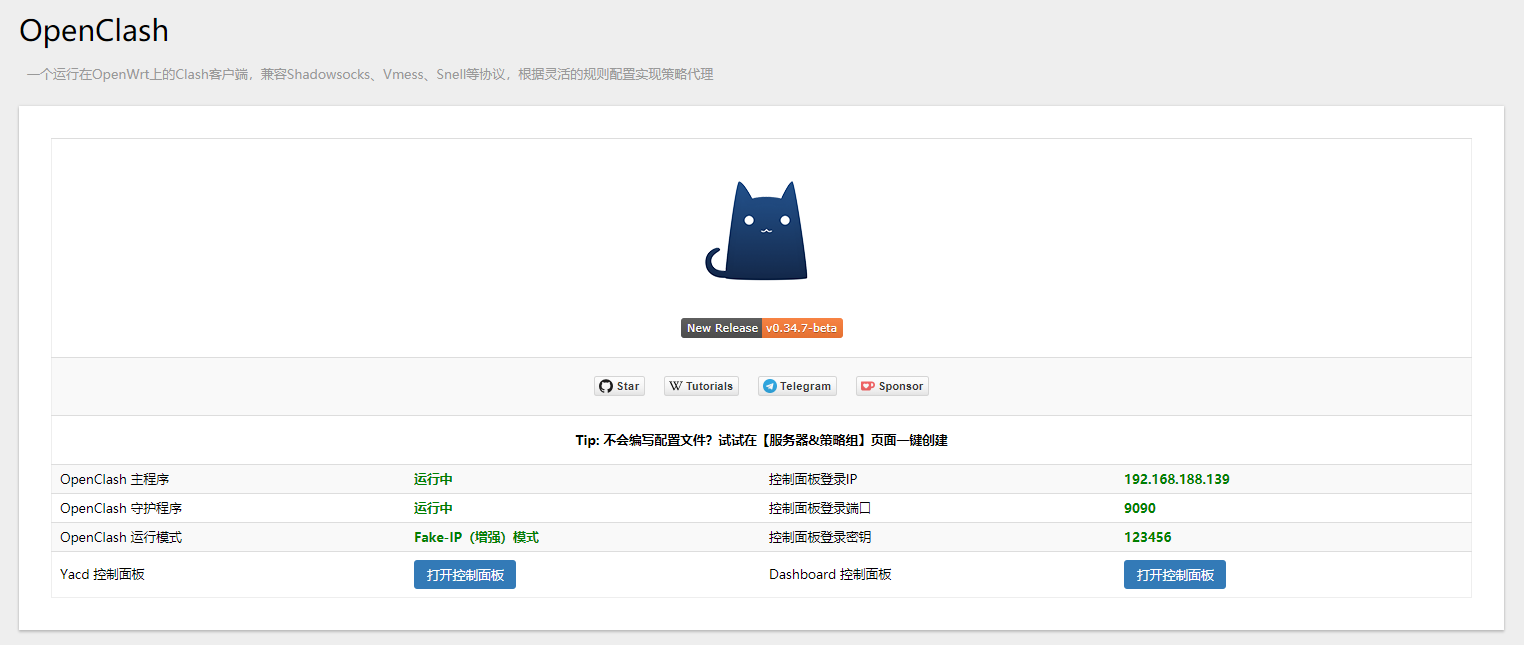 OpenClash
一个运行在OpenWrt上的Clash客户端，兼容Shadowsocks、Vmess、Snell等协议，根据灵活的规则配置实现策略代理
New Release v0.34.7-beta
Star Tutorials Telegram Sponsor
Tip: 不会编写配置文件？试试在【服务器&策略组】页面一键创建
OpenClash 主程序 运行中 控制面板登录IP 192.168.188.139
OpenClash 守护程序 运行中 控制面板登录端口 9090
OpenClash 运行模式 Fake-IP（增强）模式 控制面板登录密钥 123456
Yacd 控制面板 打开控制面板 Dashboard 控制面板 打开控制面板